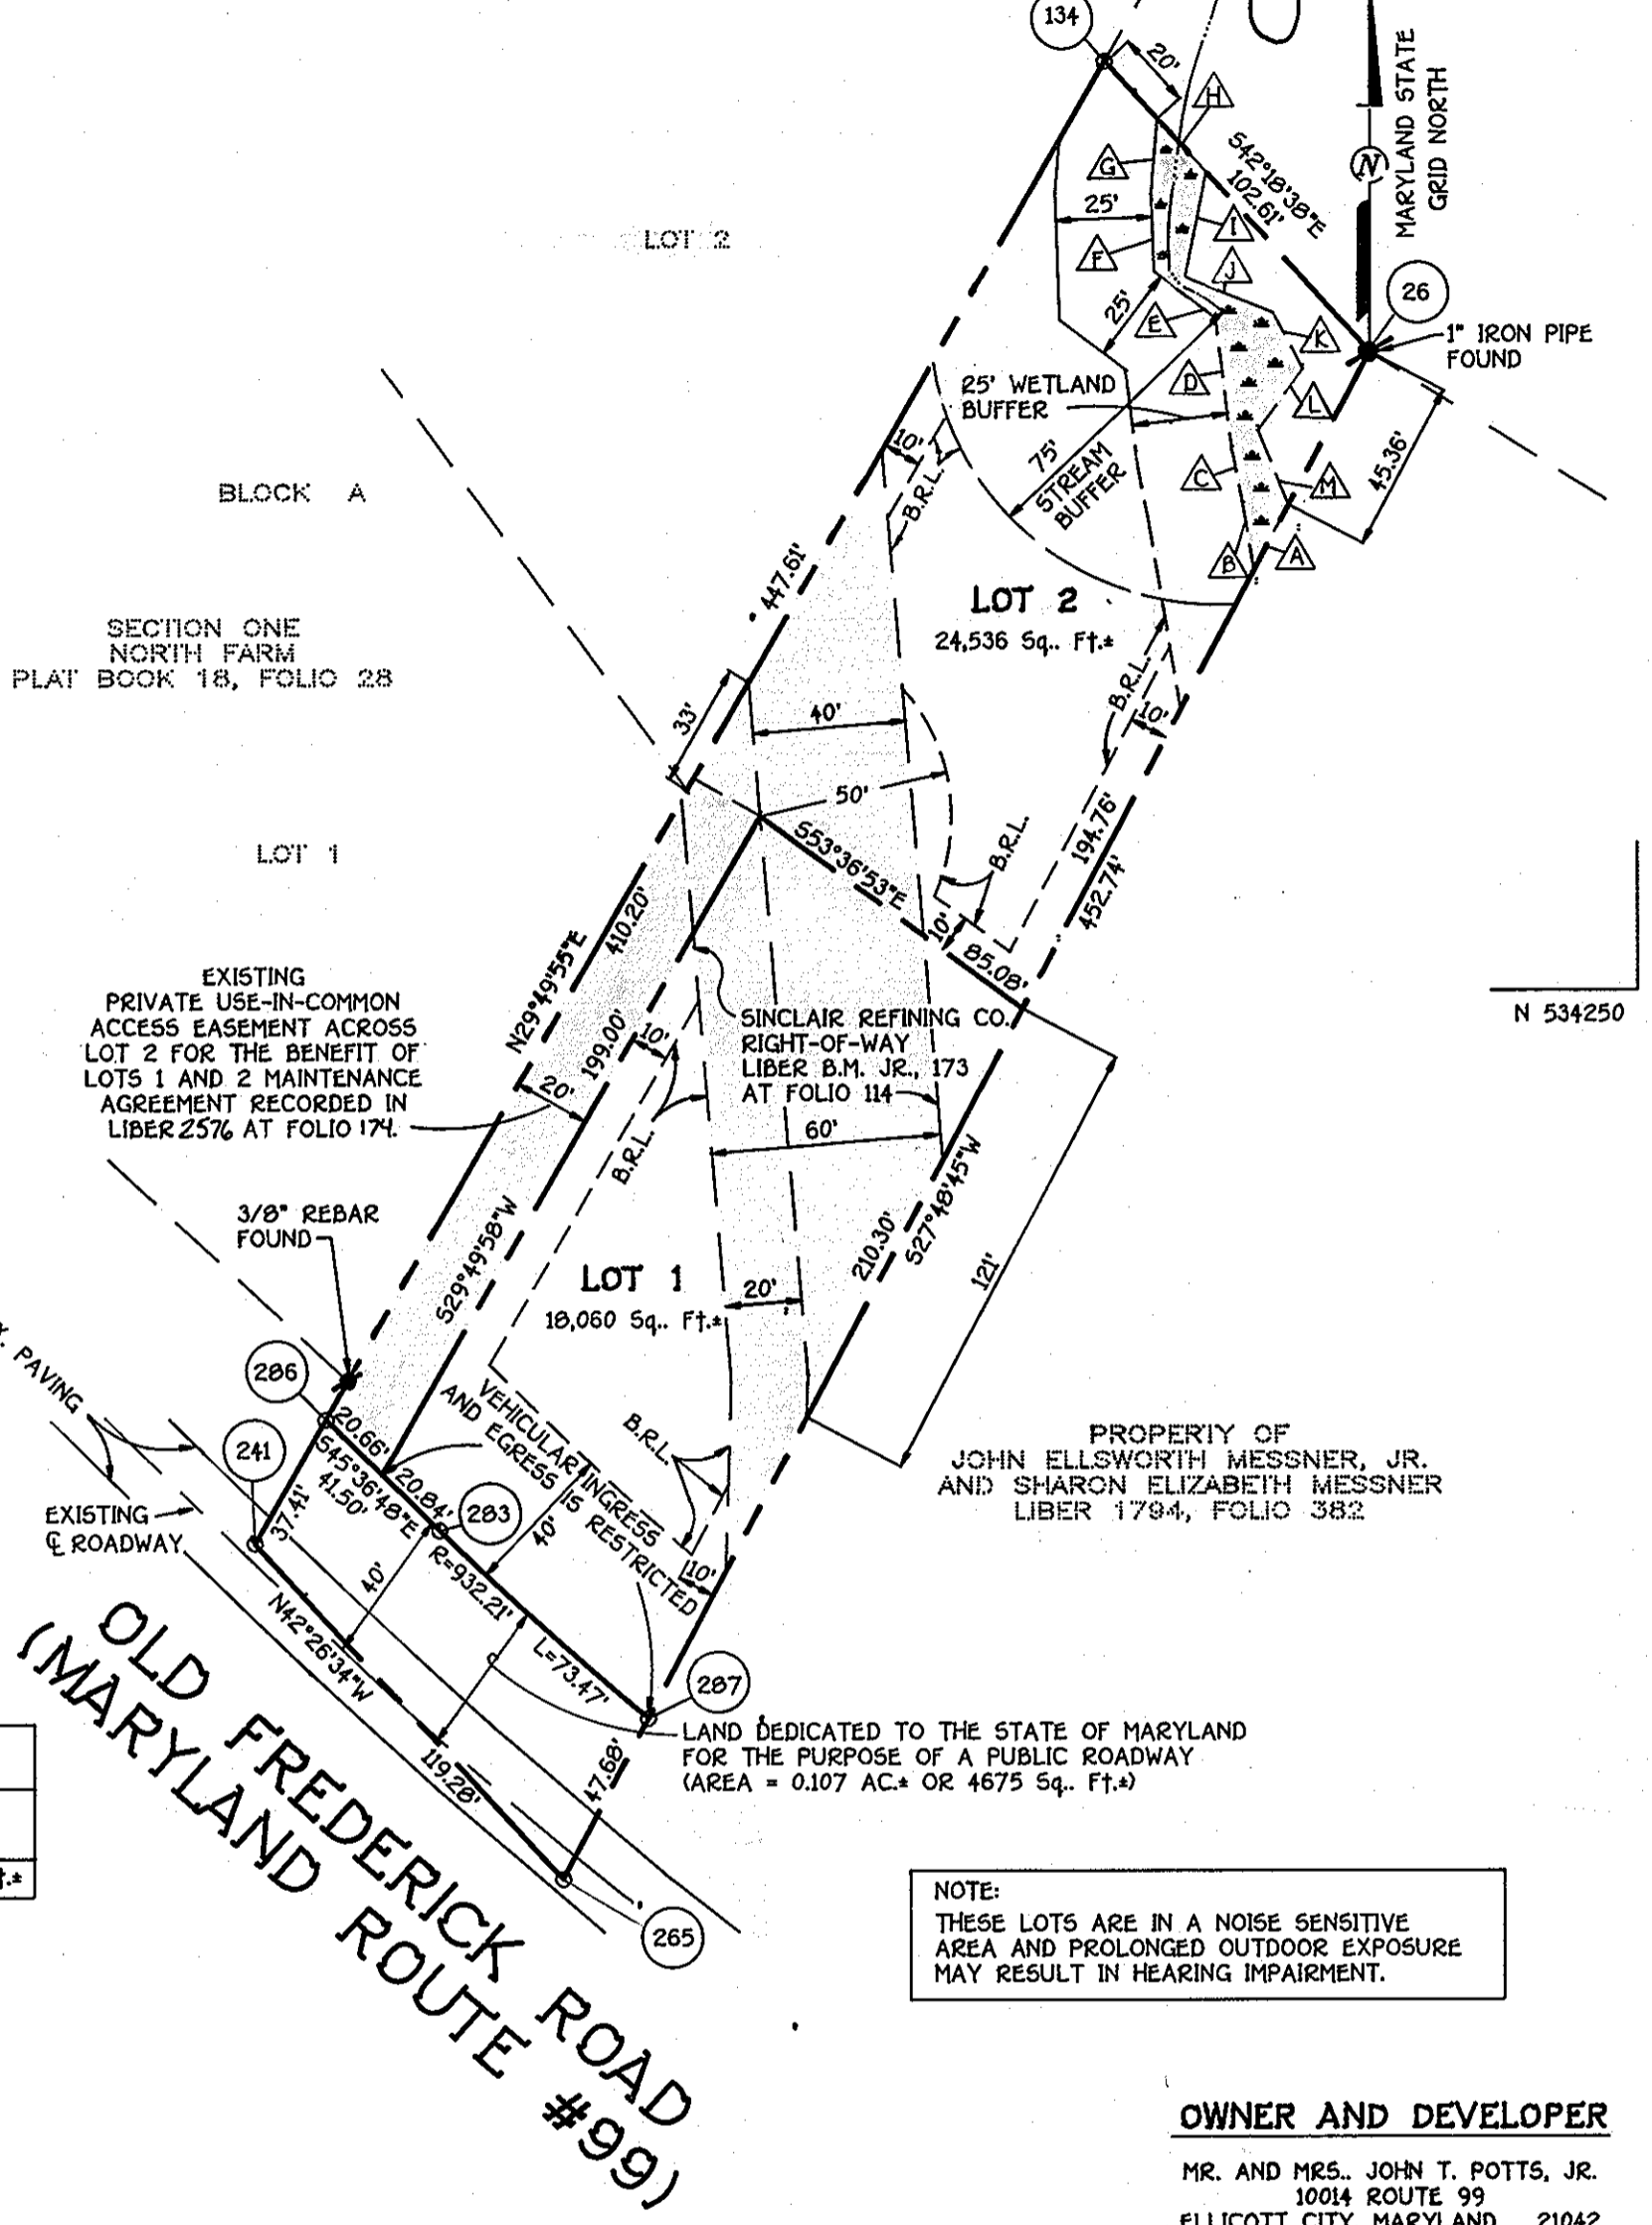 134
20'
H
MARYLAND STATE
GRID NORTH
N
G
S42°18'38"E
102.61'
25'
I
F
J
LOT 2
26
25'
E
K
1" IRON PIPE
FOUND
D
25' WETLAND
BUFFER
L
10'
B.R.L.
75'
STREAM
BUFFER
C
M
45.36'
BLOCK A
B
A
447.61'
LOT 2
24,536 Sq.. Ft.±
SECTION ONE
NORTH FARM
PLAT BOOK 18, FOLIO 28
B.R.L.
10'
33'
40'
50'
S53°36'53"E
B.R.L.
194.76'
452.74'
LOT 1
410.20'
N29°49'55"E
10'
85.08'
EXISTING
PRIVATE USE-IN-COMMON
ACCESS EASEMENT ACROSS
LOT 2 FOR THE BENEFIT OF
LOTS 1 AND 2 MAINTENANCE
AGREEMENT RECORDED IN
LIBER 2576 AT FOLIO 174.
N 534250
SINCLAIR REFINING CO.
RIGHT-OF-WAY
LIBER B.M. JR., 173
AT FOLIO 114
199.00'
10'
20'
B.R.L.
60'
3/8" REBAR
FOUND
S29°49'58"W
210.30'
S27°48'45"W
121'
LOT 1
18,060 Sq.. Ft.±
20'
PAVING
286
VEHICULAR INGRESS
AND EGRESS IS RESTRICTED
B.R.L.
PROPERTY OF
JOHN ELLSWORTH MESSNER, JR.
AND SHARON ELIZABETH MESSNER
LIBER 1794, FOLIO 382
241
20.66'
20.84'
S45°36'48"E
41.50'
283
37.41'
EXISTING
℄ ROADWAY
40'
40'
R=932.21'
L=73.47'
10'
N42°26'34"W
119.28'
287
47.68'
LAND DEDICATED TO THE STATE OF MARYLAND
FOR THE PURPOSE OF A PUBLIC ROADWAY
(AREA = 0.107 AC.± OR 4675 Sq.. Ft.±)
OLD FREDERICK ROAD
(MARYLAND ROUTE #99)
265
NOTE:
THESE LOTS ARE IN A NOISE SENSITIVE
AREA AND PROLONGED OUTDOOR EXPOSURE
MAY RESULT IN HEARING IMPAIRMENT.
OWNER AND DEVELOPER
MR. AND MRS.. JOHN T. POTTS, JR.
10014 ROUTE 99
ELLICOTT CITY, MARYLAND 21042